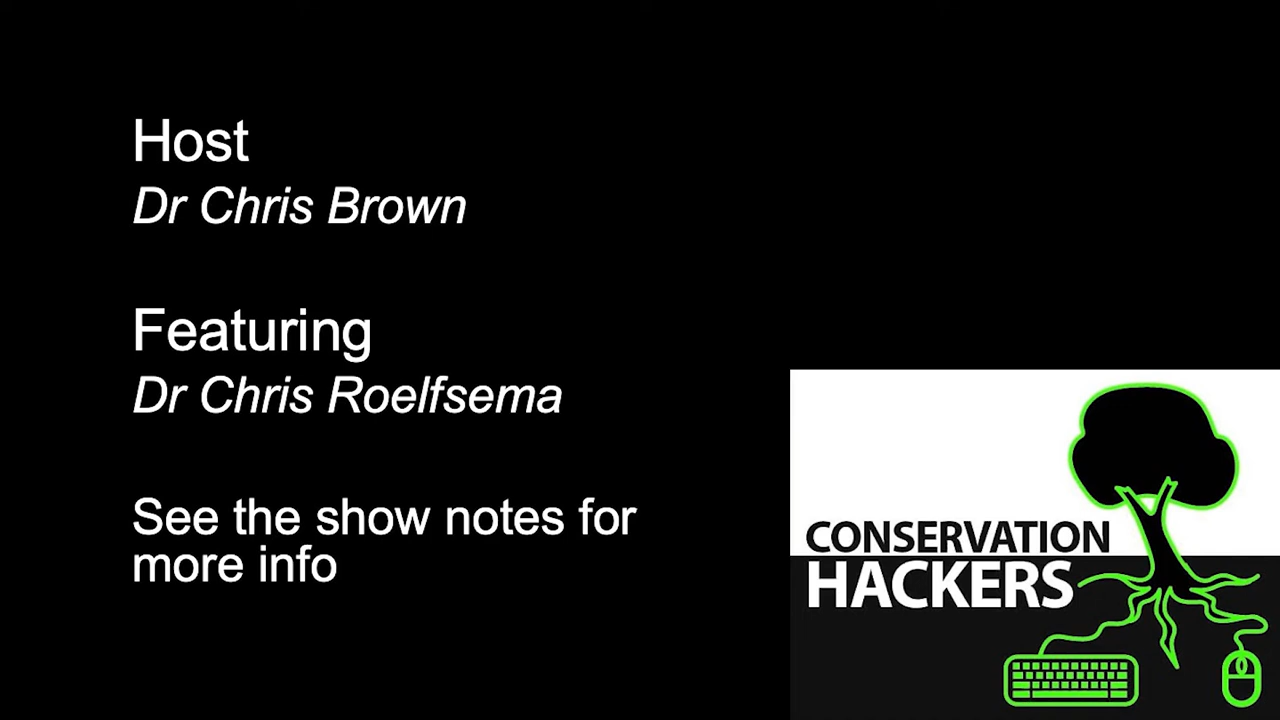 Host
Dr Chris Brown
Featuring
Dr Chris Roelfsema
See the show notes for
more info
CONSERVATION
HACKERS